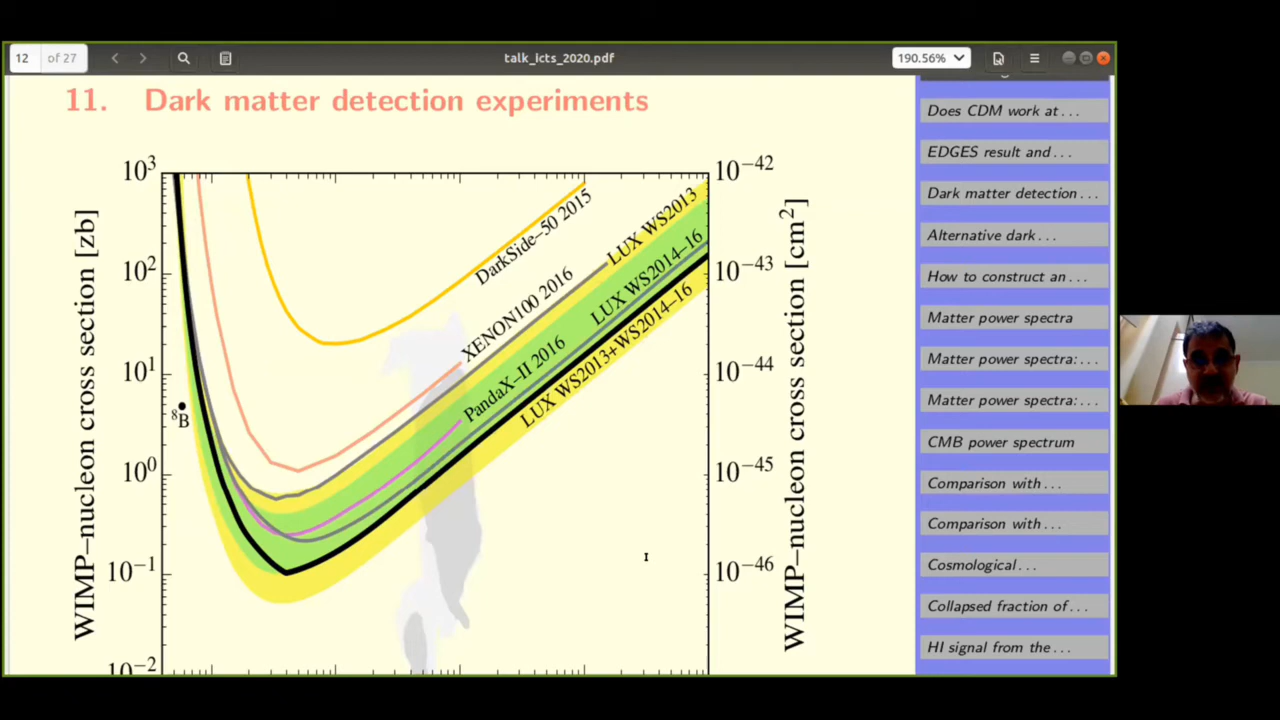 12 of 27
talk_icts_2020.pdf
190.56%
11. Dark matter detection experiments
WIMP–nucleon cross section [zb]
10³
10²
10¹
10⁰
10⁻¹
10⁻²
⁸B
DarkSide–50 2015
LUX WS2013
XENON100 2016
LUX WS2014–16
PandaX–II 2016
LUX WS2013+WS2014–16
10⁻⁴²
10⁻⁴³
10⁻⁴⁴
10⁻⁴⁵
10⁻⁴⁶
WIMP–nucleon cross section [cm²]
Does CDM work at . . .
EDGES result and . . .
Dark matter detection . . .
Alternative dark . . .
How to construct an . . .
Matter power spectra
Matter power spectra: . . .
Matter power spectra: . . .
CMB power spectrum
Comparison with . . .
Comparison with . . .
Cosmological . . .
Collapsed fraction of . . .
HI signal from the . . .